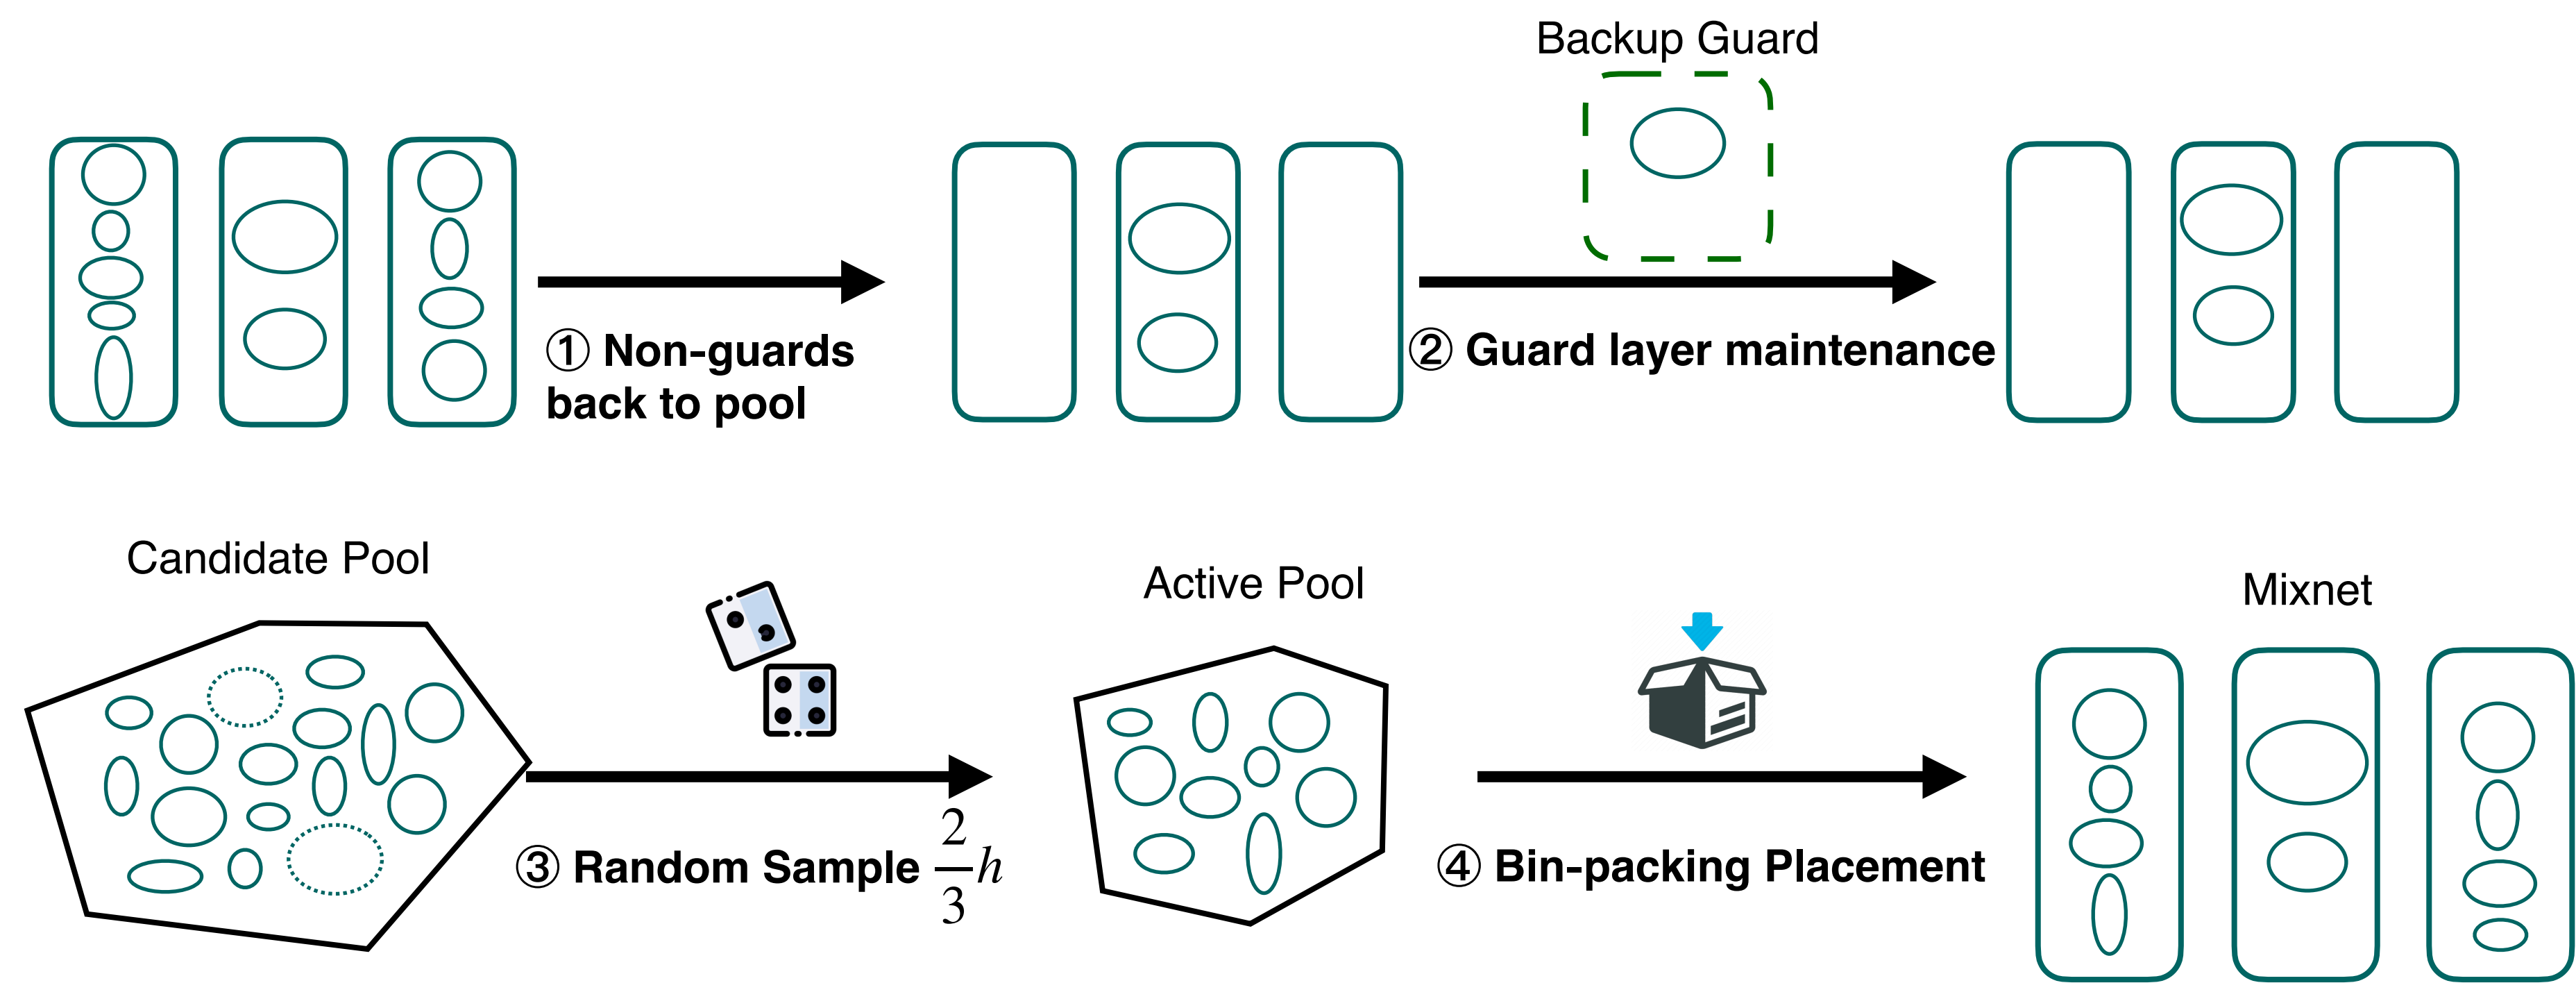 Backup Guard
① Non-guards
back to pool
② Guard layer maintenance
Candidate Pool
Active Pool
Mixnet
③ Random Sample 2/3 h
④ Bin-packing Placement